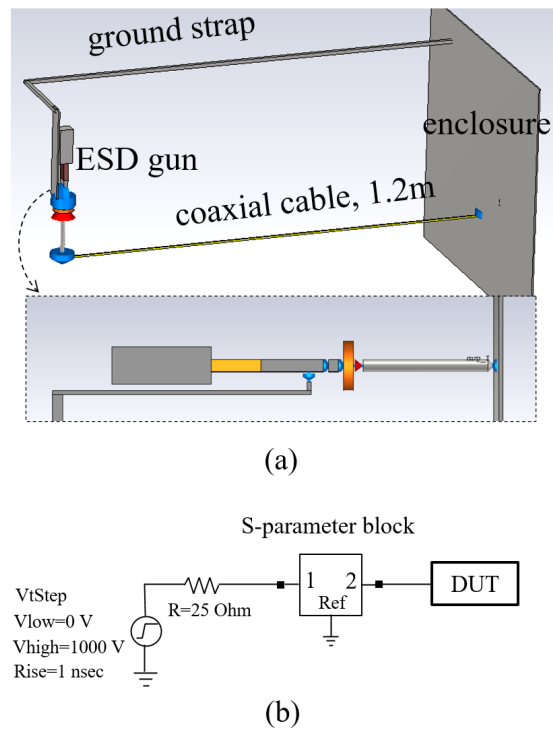 ground strap
enclosure
ESD gun
coaxial cable, 1.2m
(a)
S-parameter block
1 2
Ref
DUT
R=25 Ohm
VtStep
Vlow=0 V
Vhigh=1000 V
Rise=1 nsec
(b)